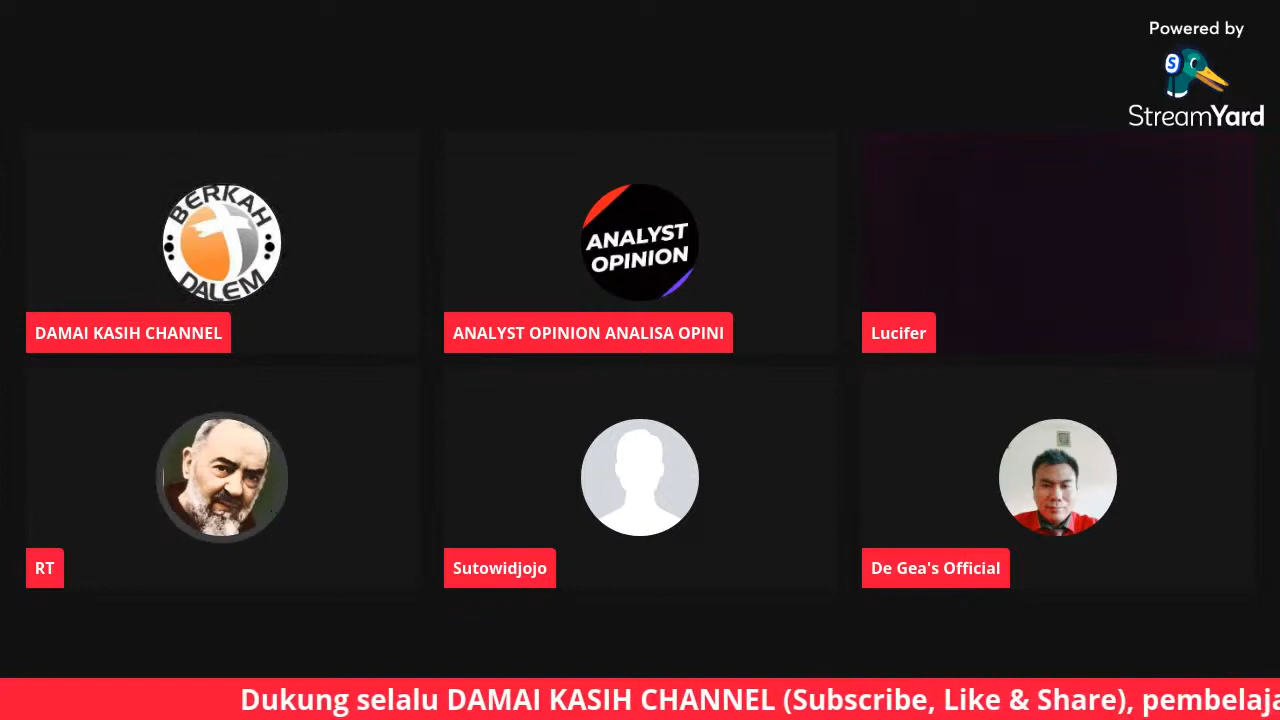 Powered by
S
StreamYard
BERKAH
DALEM
ANALYST
OPINION
DAMAI KASIH CHANNEL
ANALYST OPINION ANALISA OPINI
Lucifer
RT
Sutowidjojo
De Gea's Official
Dukung selalu DAMAI KASIH CHANNEL (Subscribe, Like & Share), pembelaja